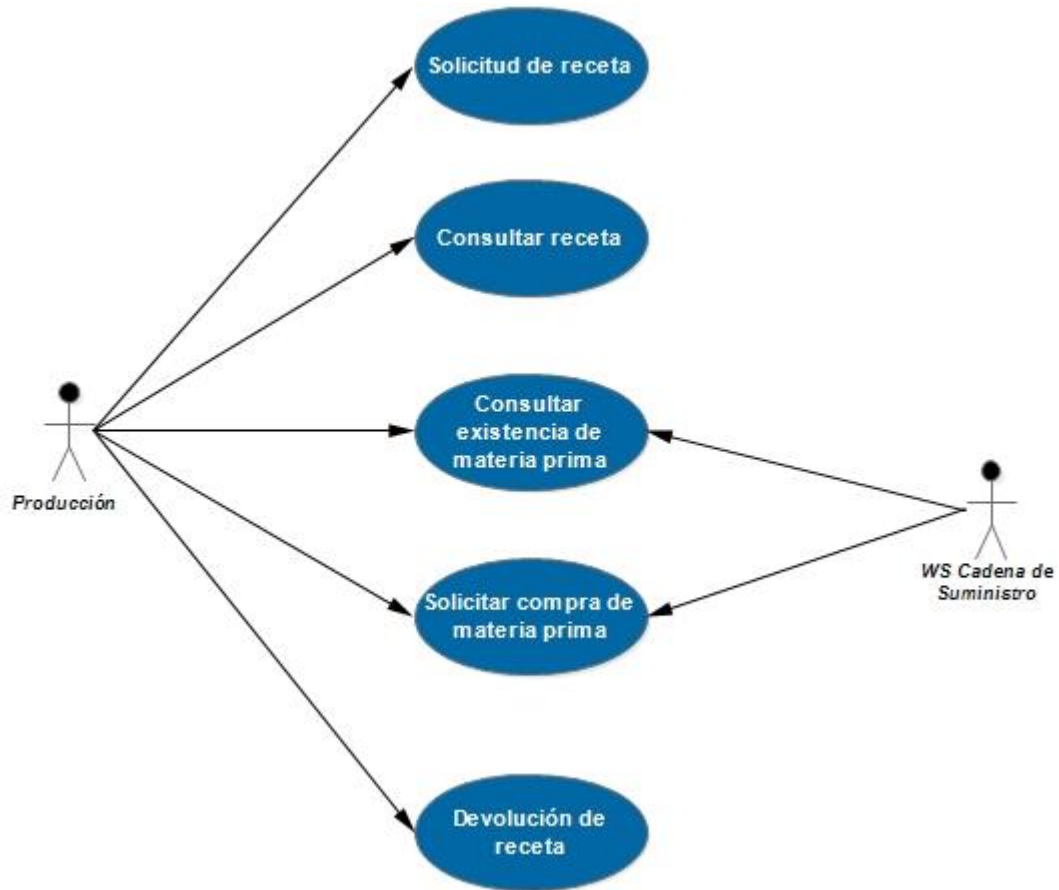 Solicitud de receta
Consultar receta
Consultar
existencia de
materia prima
Producción
WS Cadena de
Suministro
Solicitar compra de
materia prima
Devolución de
receta